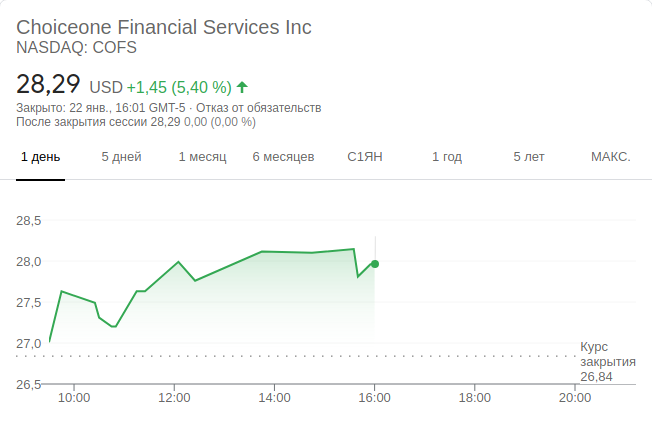 Choiceone Financial Services Inc
NASDAQ: COFS
28,29 USD +1,45 (5,40 %)
Закрыто: 22 янв., 16:01 GMT-5 · Отказ от обязательств
После закрытия сессии 28,29 0,00 (0,00 %)
1 день 5 дней 1 месяц 6 месяцев С1ЯН 1 год 5 лет МАКС.
28,5
28,0
27,5
27,0
Курс
закрытия
26,84
26,5
10:00 12:00 14:00 16:00 18:00 20:00